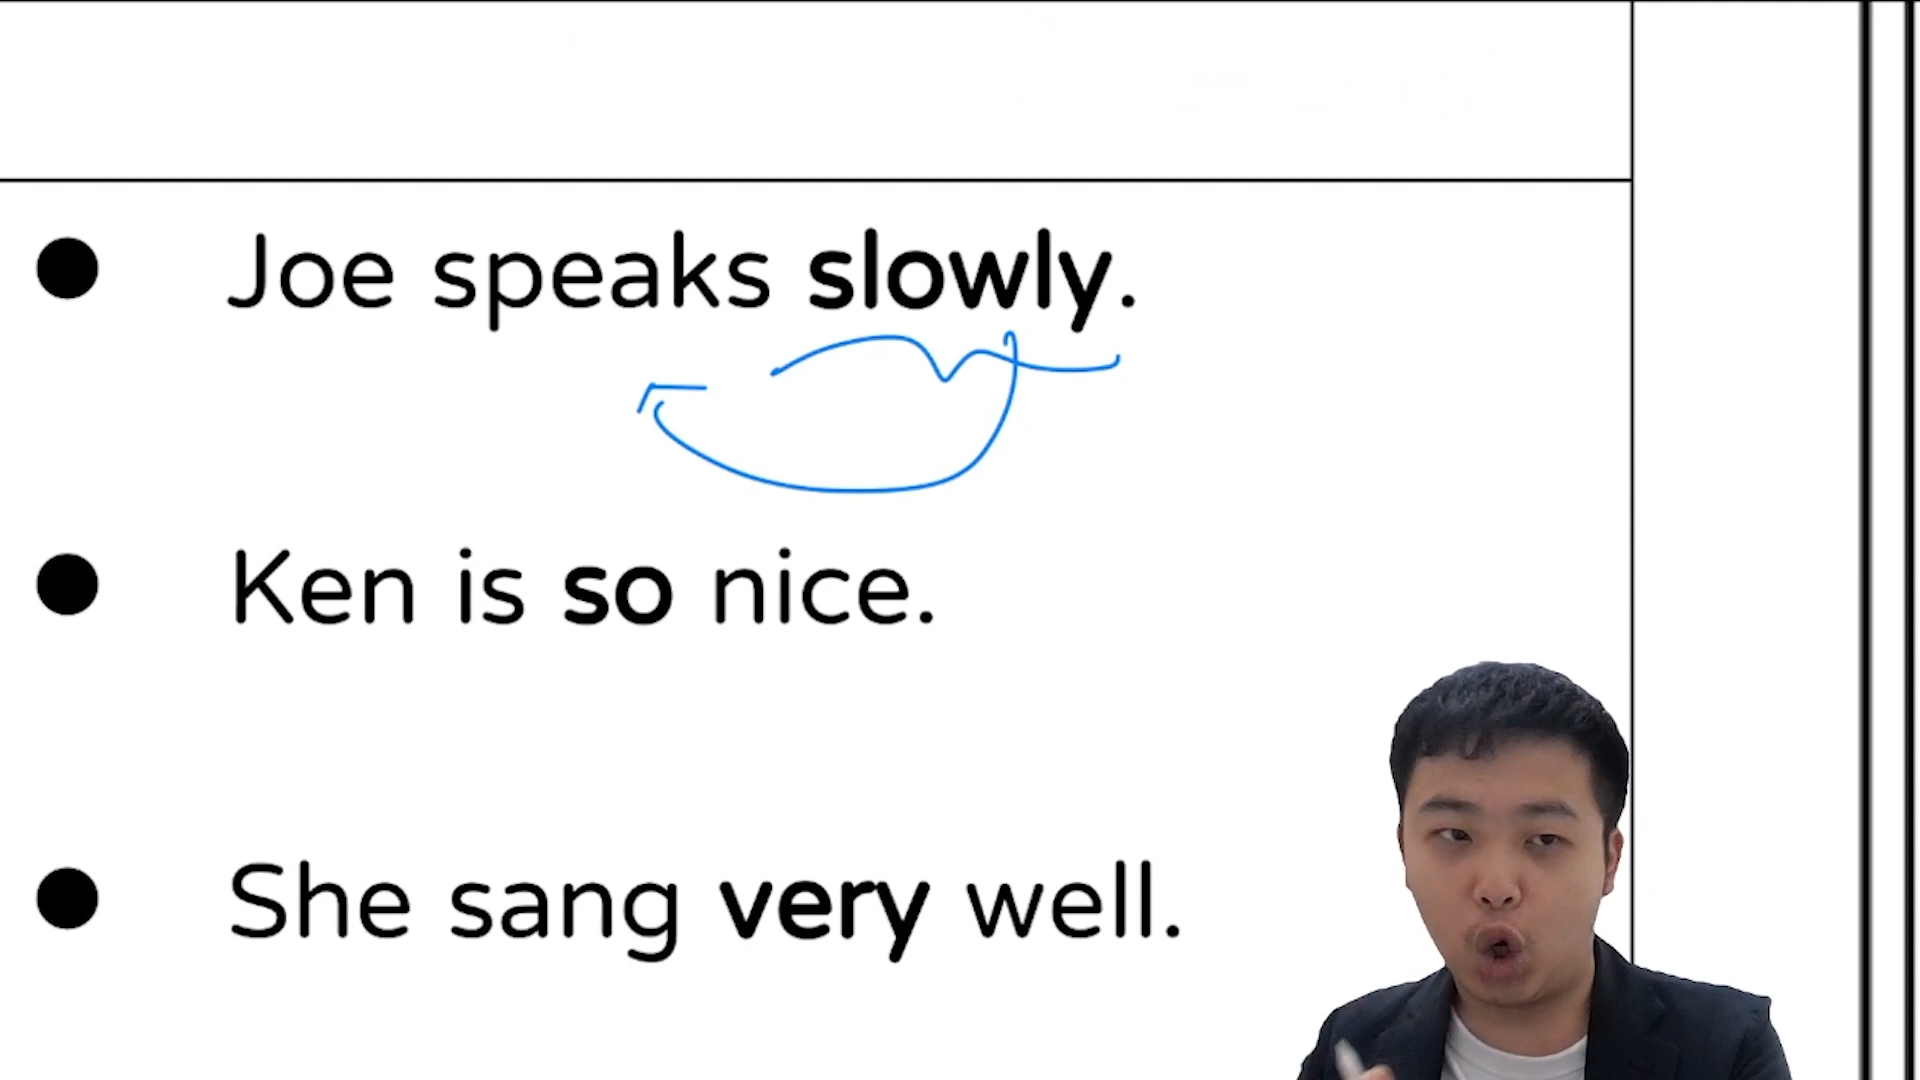 ● Joe speaks slowly.
● Ken is so nice.
● She sang very well.